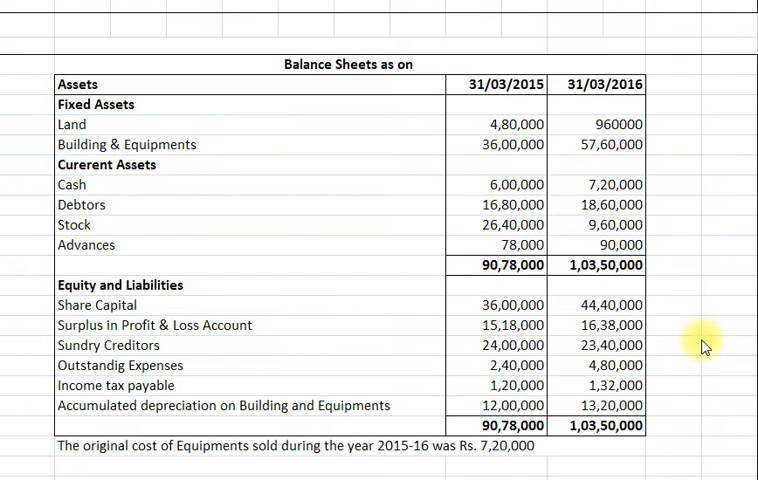 Balance Sheets as on
Assets 31/03/2015 31/03/2016
Fixed Assets
Land 4,80,000 960000
Building & Equipments 36,00,000 57,60,000
Curerent Assets
Cash 6,00,000 7,20,000
Debtors 16,80,000 18,60,000
Stock 26,40,000 9,60,000
Advances 78,000 90,000
90,78,000 1,03,50,000
Equity and Liabilities
Share Capital 36,00,000 44,40,000
Surplus in Profit & Loss Account 15,18,000 16,38,000
Sundry Creditors 24,00,000 23,40,000
Outstandig Expenses 2,40,000 4,80,000
Income tax payable 1,20,000 1,32,000
Accumulated depreciation on Building and Equipments 12,00,000 13,20,000
90,78,000 1,03,50,000
The original cost of Equipments sold during the year 2015-16 was Rs. 7,20,000